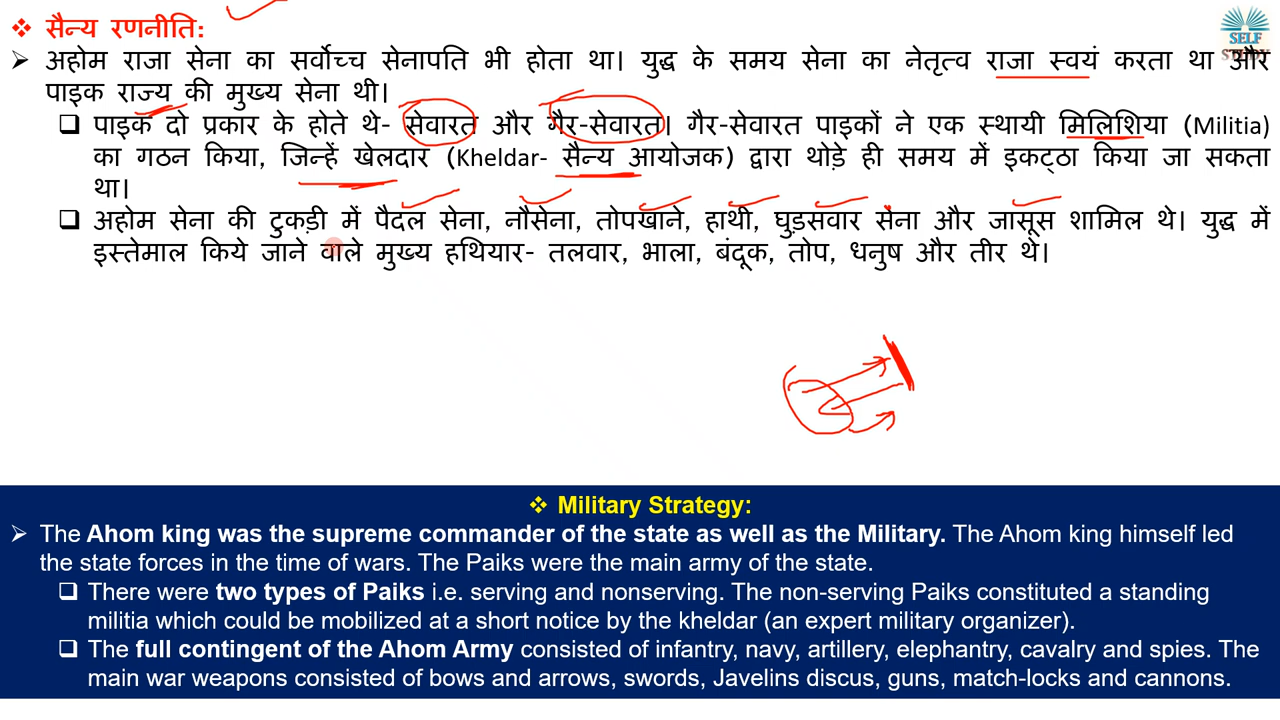 ❖ सैन्य रणनीति:
SELF
STUDY
➢ अहोम राजा सेना का सर्वोच्च सेनापति भी होता था। युद्ध के समय सेना का नेतृत्व राजा स्वयं करता था और
पाइक राज्य की मुख्य सेना थी।
❑ पाइक दो प्रकार के होते थे- सेवारत और गैर-सेवारत। गैर-सेवारत पाइकों ने एक स्थायी मिलिशिया (Militia)
का गठन किया, जिन्हें खेलदार (Kheldar- सैन्य आयोजक) द्वारा थोड़े ही समय में इकट्ठा किया जा सकता
था।
❑ अहोम सेना की टुकड़ी में पैदल सेना, नौसेना, तोपखाने, हाथी, घुड़सवार सेना और जासूस शामिल थे। युद्ध में
इस्तेमाल किये जाने वाले मुख्य हथियार- तलवार, भाला, बंदूक, तोप, धनुष और तीर थे।
❖ Military Strategy:
➢ The Ahom king was the supreme commander of the state as well as the Military. The Ahom king himself led
the state forces in the time of wars. The Paiks were the main army of the state.
❑ There were two types of Paiks i.e. serving and nonserving. The non-serving Paiks constituted a standing
militia which could be mobilized at a short notice by the kheldar (an expert military organizer).
❑ The full contingent of the Ahom Army consisted of infantry, navy, artillery, elephantry, cavalry and spies. The
main war weapons consisted of bows and arrows, swords, Javelins discus, guns, match-locks and cannons.